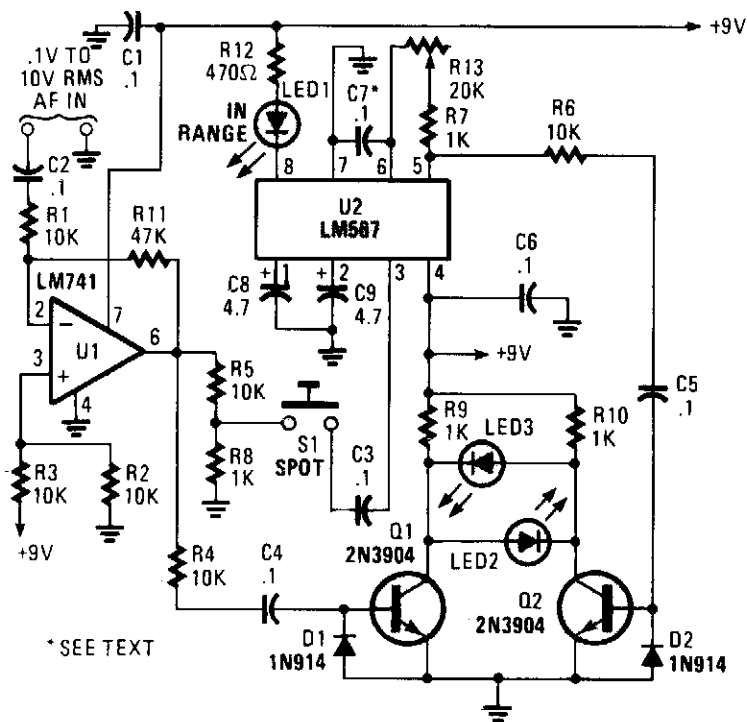 +9V
C1
.1
.1V TO
10V RMS
AF IN
R12
470Ω
LED1
IN
RANGE
C7*
.1
R13
20K
R7
1K
R6
10K
C2
.1
R1
10K
R11
47K
8
7
6
5
U2
LM567
1
2
3
4
C8
4.7
+
+
C9
4.7
C6
.1
+9V
LM741
2
−
7
U1
6
3
+
4
R5
10K
R8
1K
S1
SPOT
C3
.1
R9
1K
LED3
R10
1K
C5
.1
R3
10K
R2
10K
+9V
R4
10K
C4
.1
Q1
2N3904
LED2
Q2
2N3904
D1
1N914
D2
1N914
* SEE TEXT